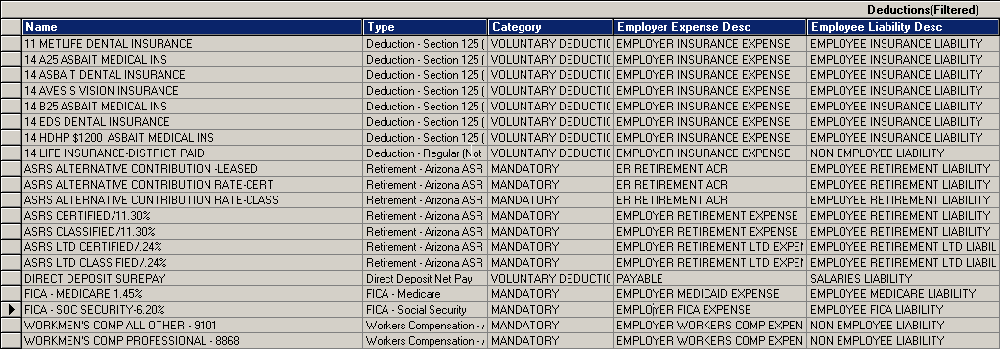 Deductions(Filtered)
Name Type Category Employer Expense Desc Employee Liability Desc
11 METLIFE DENTAL INSURANCE Deduction - Section 125 ( VOLUNTARY DEDUCTIC EMPLOYER INSURANCE EXPENSE EMPLOYEE INSURANCE LIABILITY
14 A25 ASBAIT MEDICAL INS Deduction - Section 125 ( VOLUNTARY DEDUCTIC EMPLOYER INSURANCE EXPENSE EMPLOYEE INSURANCE LIABILITY
14 ASBAIT DENTAL INSURANCE Deduction - Section 125 ( VOLUNTARY DEDUCTIC EMPLOYER INSURANCE EXPENSE EMPLOYEE INSURANCE LIABILITY
14 AVESIS VISION INSURANCE Deduction - Section 125 ( VOLUNTARY DEDUCTIC EMPLOYER INSURANCE EXPENSE EMPLOYEE INSURANCE LIABILITY
14 B25 ASBAIT MEDICAL INS Deduction - Section 125 ( VOLUNTARY DEDUCTIC EMPLOYER INSURANCE EXPENSE EMPLOYEE INSURANCE LIABILITY
14 EDS DENTAL INSURANCE Deduction - Section 125 ( VOLUNTARY DEDUCTIC EMPLOYER INSURANCE EXPENSE EMPLOYEE INSURANCE LIABILITY
14 HDHP $1200 ASBAIT MEDICAL INS Deduction - Section 125 ( VOLUNTARY DEDUCTIC EMPLOYER INSURANCE EXPENSE EMPLOYEE INSURANCE LIABILITY
14 LIFE INSURANCE-DISTRICT PAID Deduction - Regular (Not VOLUNTARY DEDUCTIC EMPLOYER INSURANCE EXPENSE NON EMPLOYEE LIABILITY
ASRS ALTERNATIVE CONTRIBUTION -LEASED Retirement - Arizona ASR MANDATORY ER RETIREMENT ACR EMPLOYEE RETIREMENT LIABILITY
ASRS ALTERNATIVE CONTRIBUTION RATE-CERT Retirement - Arizona ASR MANDATORY ER RETIREMENT ACR EMPLOYEE RETIREMENT LIABILITY
ASRS ALTERNATIVE CONTRIBUTION RATE-CLASS Retirement - Arizona ASR MANDATORY ER RETIREMENT ACR EMPLOYEE RETIREMENT LIABILITY
ASRS CERTIFIED/11.30% Retirement - Arizona ASR MANDATORY EMPLOYER RETIREMENT EXPENSE EMPLOYEE RETIREMENT LIABILITY
ASRS CLASSIFIED/11.30% Retirement - Arizona ASR MANDATORY EMPLOYER RETIREMENT EXPENSE EMPLOYEE RETIREMENT LIABILITY
ASRS LTD CERTIFIED/.24% Retirement - Arizona ASR MANDATORY EMPLOYER RETIREMENT LTD EXPEN EMPLOYEE RETIREMENT LTD LIABIL
ASRS LTD CLASSIFIED/.24% Retirement - Arizona ASR MANDATORY EMPLOYER RETIREMENT LTD EXPEN EMPLOYEE RETIREMENT LTD LIABIL
DIRECT DEPOSIT SUREPAY Direct Deposit Net Pay VOLUNTARY DEDUCTIC PAYABLE SALARIES LIABILITY
FICA - MEDICARE 1.45% FICA - Medicare MANDATORY EMPLOYER MEDICAID EXPENSE EMPLOYEE MEDICARE LIABILITY
FICA - SOC SECURITY-6.20% FICA - Social Security MANDATORY EMPLOYER FICA EXPENSE EMPLOYEE FICA LIABILITY
WORKMEN'S COMP ALL OTHER - 9101 Workers Compensation - MANDATORY EMPLOYER WORKERS COMP EXPEN NON EMPLOYEE LIABILITY
WORKMEN'S COMP PROFESSIONAL - 8868 Workers Compensation - MANDATORY EMPLOYER WORKERS COMP EXPEN NON EMPLOYEE LIABILITY